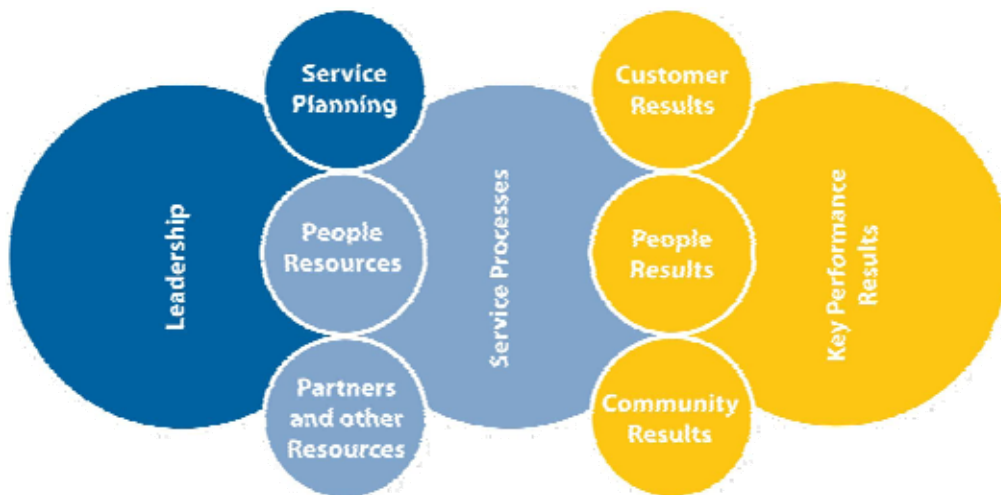 Leadership
Service
Planning
People
Resources
Partners
and other
Resources
Service Processes
Customer
Results
People
Results
Community
Results
Key Performance
Results